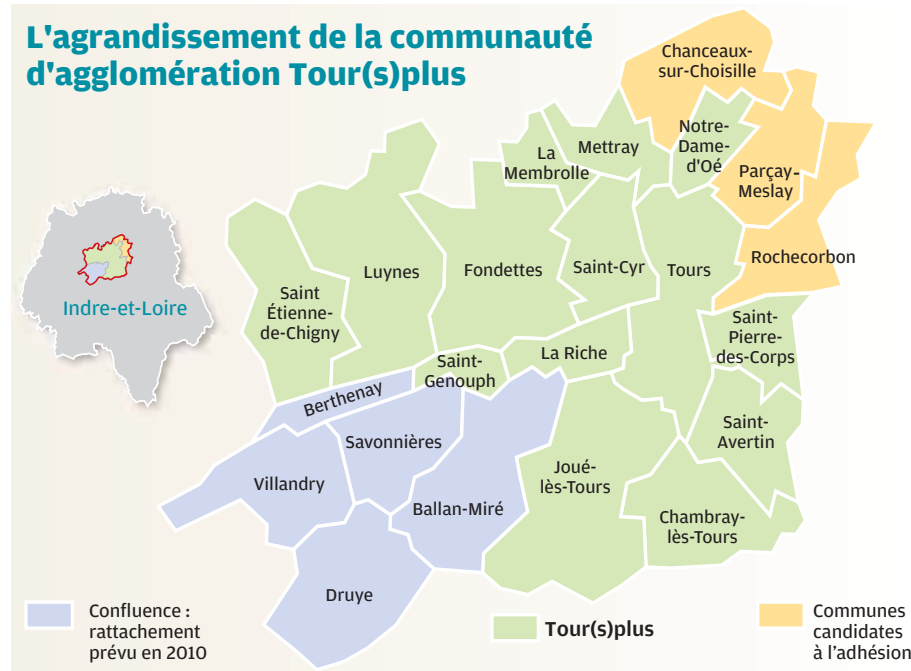 L'agrandissement de la communauté
d'agglomération Tour(s)plus
Chanceaux-
sur-Choisille
Notre-
Dame-
d'Oé
Mettray
La
Membrolle
Parçay-
Meslay
Rochecorbon
Luynes
Fondettes
Saint-Cyr
Tours
Saint
Étienne-
de-Chigny
Indre-et-Loire
Saint-
Pierre-
des-Corps
La Riche
Saint-
Genouph
Berthenay
Savonnières
Saint-
Avertin
Villandry
Ballan-Miré
Joué-
lès-Tours
Chambray-
lès-Tours
Druye
Confluence :
rattachement
prévu en 2010
Tour(s)plus
Communes
candidates
à l'adhésion